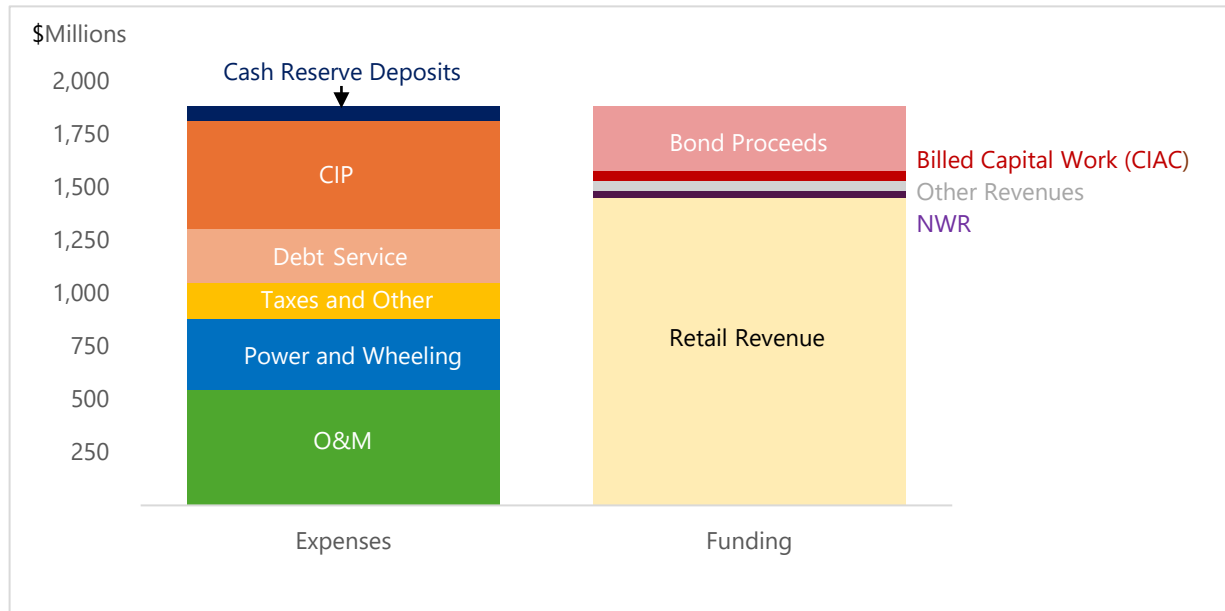 $Millions
Cash Reserve Deposits
2,000
1,750
1,500
1,250
1,000
750
500
250
CIP
Debt Service
Taxes and Other
Power and Wheeling
O&M
Bond Proceeds
Billed Capital Work (CIAC)
Other Revenues
NWR
Retail Revenue
Expenses
Funding